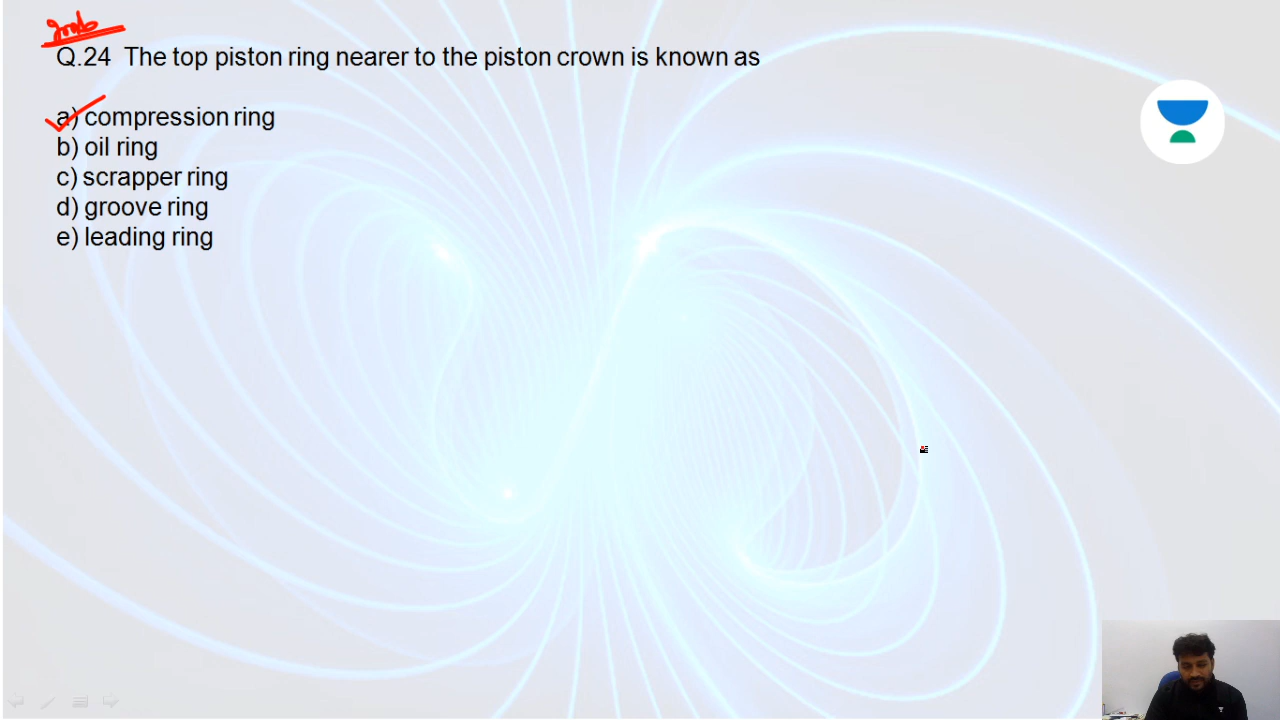 Q.24 The top piston ring nearer to the piston crown is known as
a) compression ring
b) oil ring
c) scrapper ring
d) groove ring
e) leading ring